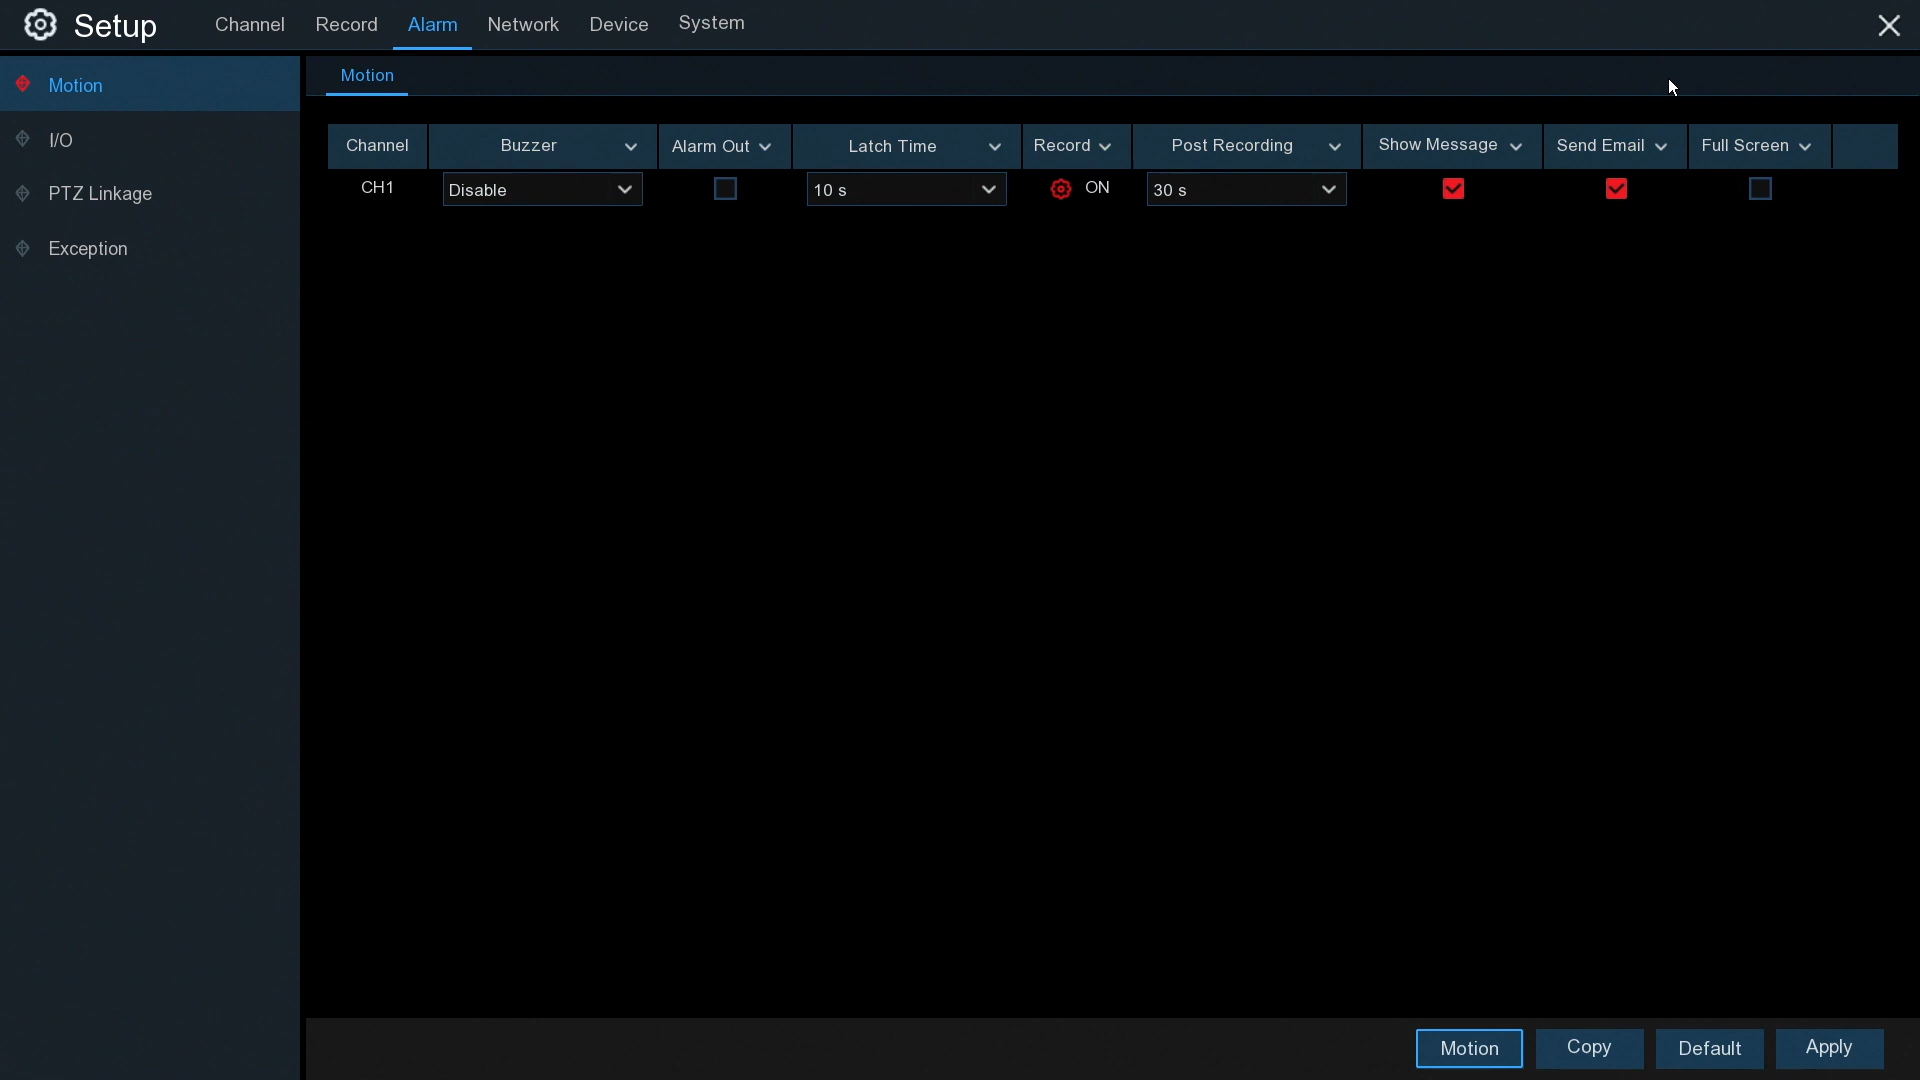 Setup Channel Record Alarm Network Device System
Motion
I/O
PTZ Linkage
Exception
Motion
Channel Buzzer Alarm Out Latch Time Record Post Recording Show Message Send Email Full Screen
CH1 Disable 10 s ON 30 s
Motion Copy Default Apply